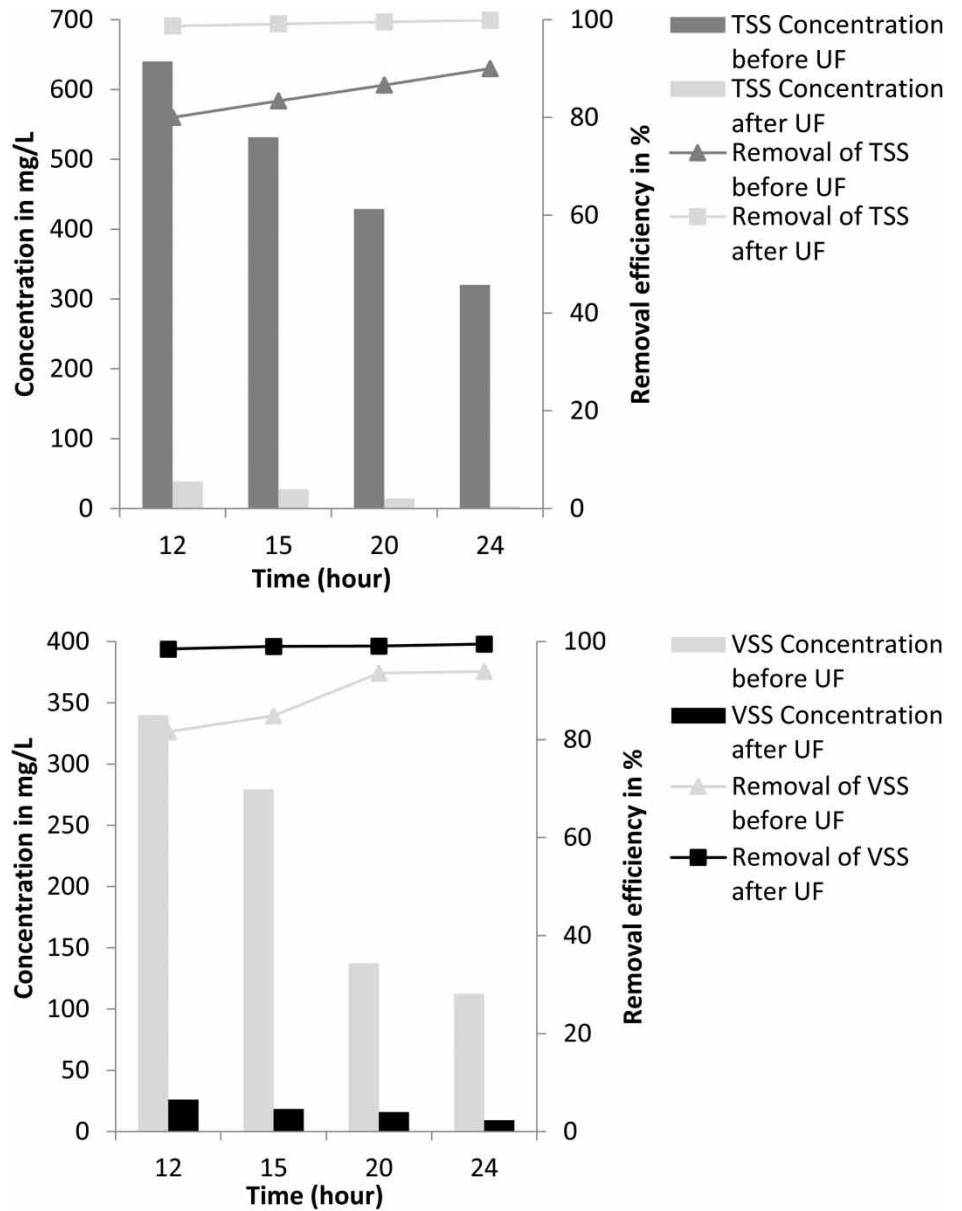 700
600
500
400
300
200
100
0
Concentration in mg/L
12 15 20 24
Time (hour)
100
80
60
40
20
0
Removal efficiency in %
TSS Concentration
before UF
TSS Concentration
after UF
Removal of TSS
before UF
Removal of TSS
after UF
400
350
300
250
200
150
100
50
0
Concentration in mg/L
12 15 20 24
Time (hour)
100
80
60
40
20
0
Removal efficiency in %
VSS Concentration
before UF
VSS Concentration
after UF
Removal of VSS
before UF
Removal of VSS
after UF